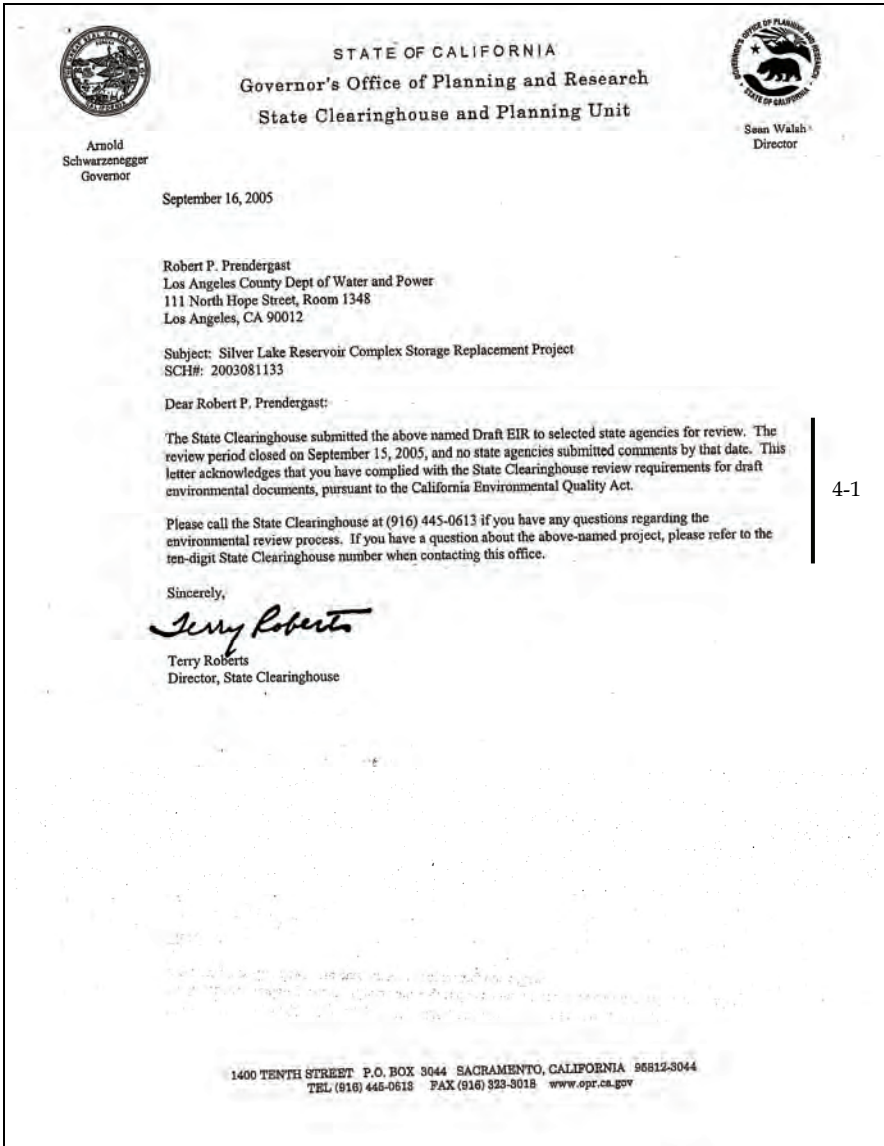 STATE OF CALIFORNIA
Governor's Office of Planning and Research
State Clearinghouse and Planning Unit
Arnold
Schwarzenegger
Governor
Sean Walsh
Director
September 16, 2005
Robert P. Prendergast
Los Angeles County Dept of Water and Power
111 North Hope Street, Room 1348
Los Angeles, CA 90012
Subject: Silver Lake Reservoir Complex Storage Replacement Project
SCH#: 2003081133
Dear Robert P. Prendergast:
The State Clearinghouse submitted the above named Draft EIR to selected state agencies for review. The
review period closed on September 15, 2005, and no state agencies submitted comments by that date. This
letter acknowledges that you have complied with the State Clearinghouse review requirements for draft
environmental documents, pursuant to the California Environmental Quality Act.
4-1
Please call the State Clearinghouse at (916) 445-0613 if you have any questions regarding the
environmental review process. If you have a question about the above-named project, please refer to the
ten-digit State Clearinghouse number when contacting this office.
Sincerely,
Terry Roberts
Terry Roberts
Director, State Clearinghouse
1400 TENTH STREET P.O. BOX 3044 SACRAMENTO, CALIFORNIA 95812-3044
TEL (916) 445-0613 FAX (916) 323-3018 www.opr.ca.gov